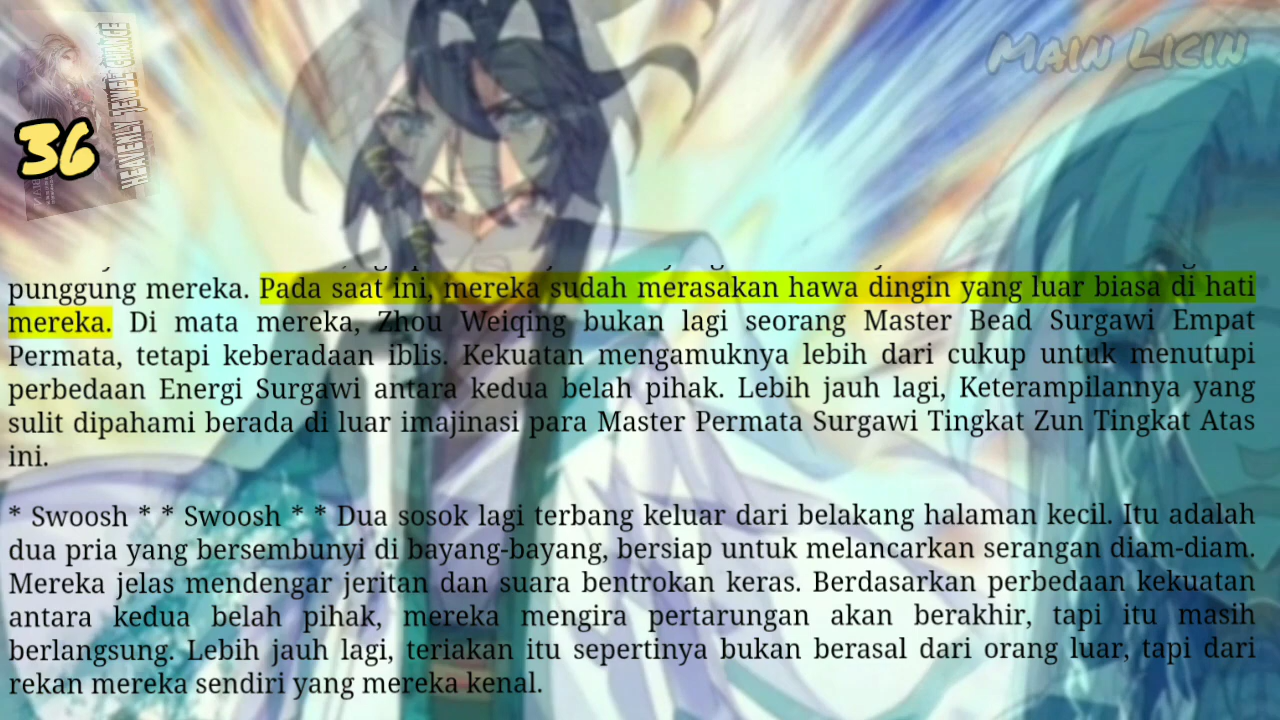 Main Licin
HEAVENLY JEWEL CHANGE
36
punggung mereka. Pada saat ini, mereka sudah merasakan hawa dingin yang luar biasa di hati
mereka. Di mata mereka, Zhou Weiqing bukan lagi seorang Master Bead Surgawi Empat
Permata, tetapi keberadaan iblis. Kekuatan mengamuknya lebih dari cukup untuk menutupi
perbedaan Energi Surgawi antara kedua belah pihak. Lebih jauh lagi, Keterampilannya yang
sulit dipahami berada di luar imajinasi para Master Permata Surgawi Tingkat Zun Tingkat Atas
ini.
* Swoosh * * Swoosh * * Dua sosok lagi terbang keluar dari belakang halaman kecil. Itu adalah
dua pria yang bersembunyi di bayang-bayang, bersiap untuk melancarkan serangan diam-diam.
Mereka jelas mendengar jeritan dan suara bentrokan keras. Berdasarkan perbedaan kekuatan
antara kedua belah pihak, mereka mengira pertarungan akan berakhir, tapi itu masih
berlangsung. Lebih jauh lagi, teriakan itu sepertinya bukan berasal dari orang luar, tapi dari
rekan mereka sendiri yang mereka kenal.